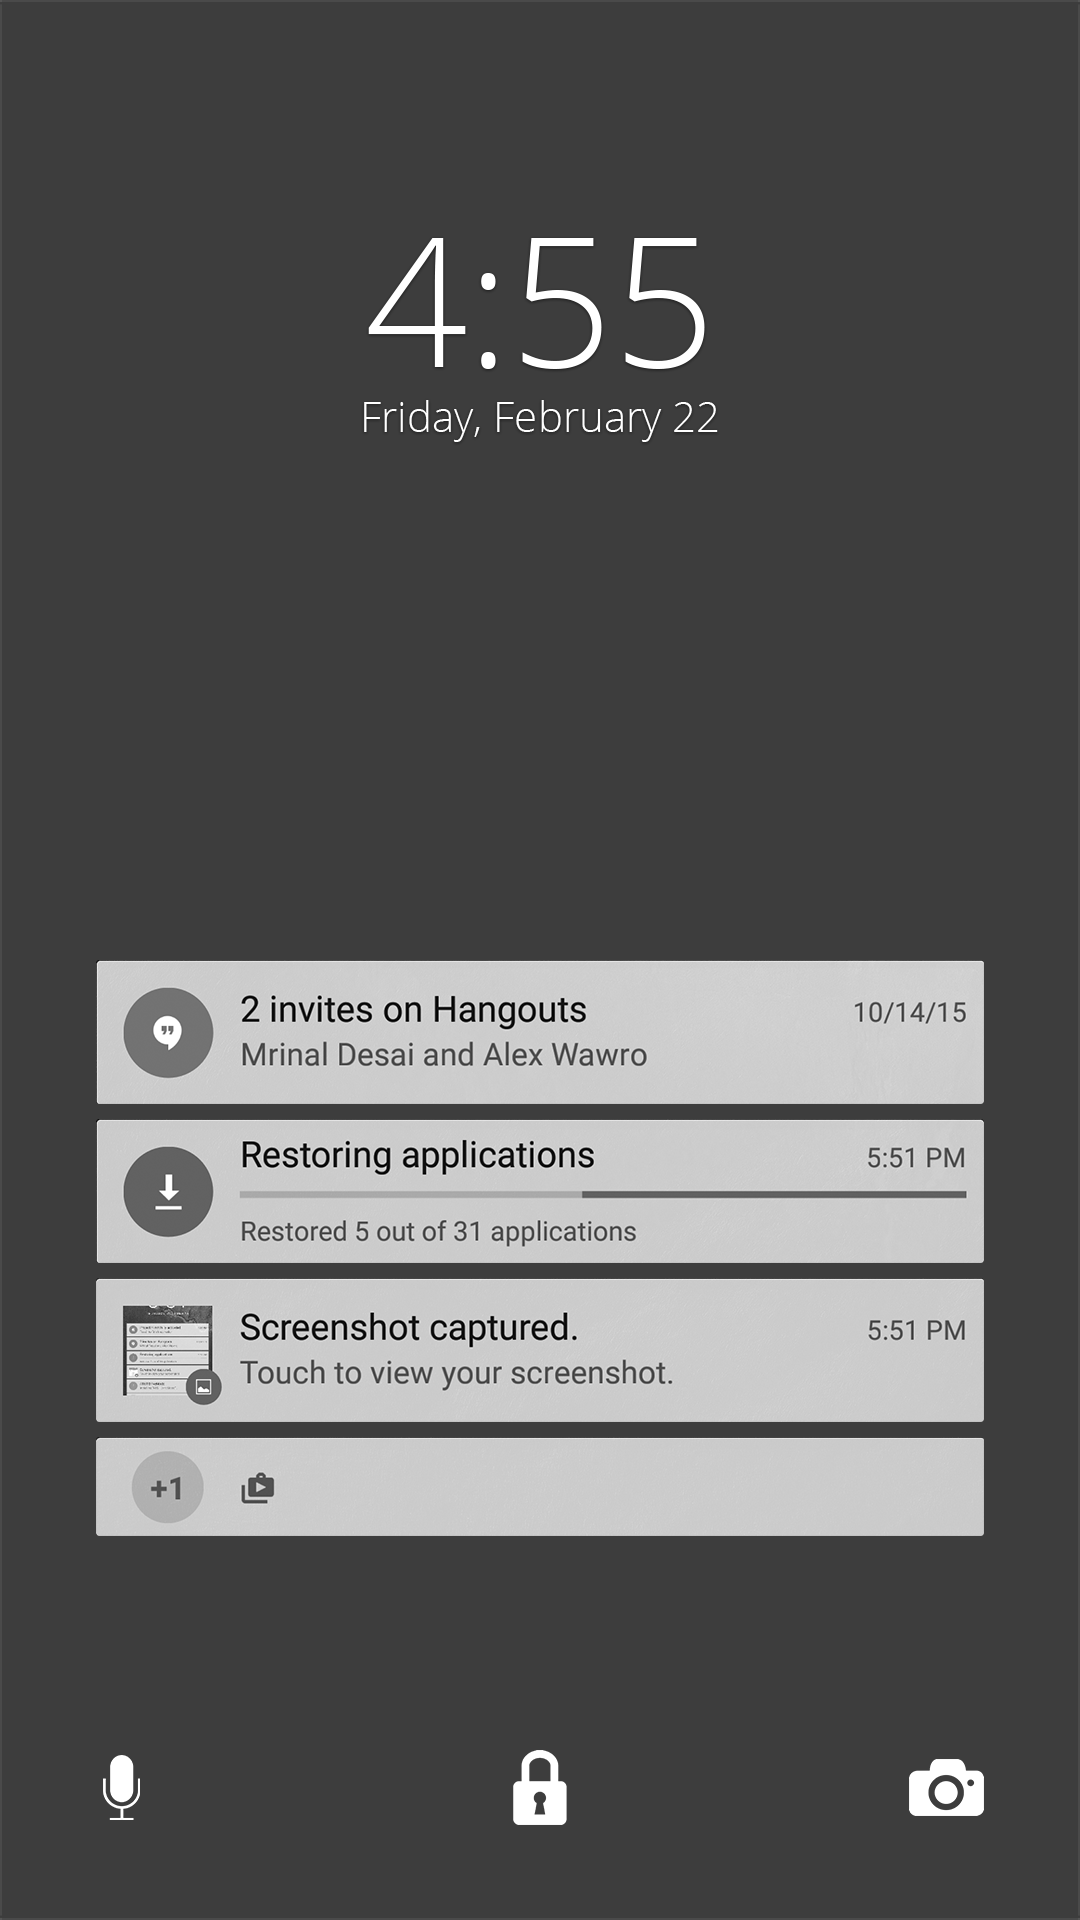 4:55
Friday, February 22
2 invites on Hangouts 10/14/15
Mrinal Desai and Alex Wawro
Restoring applications 5:51 PM
Restored 5 out of 31 applications
Screenshot captured. 5:51 PM
Touch to view your screenshot.
+1